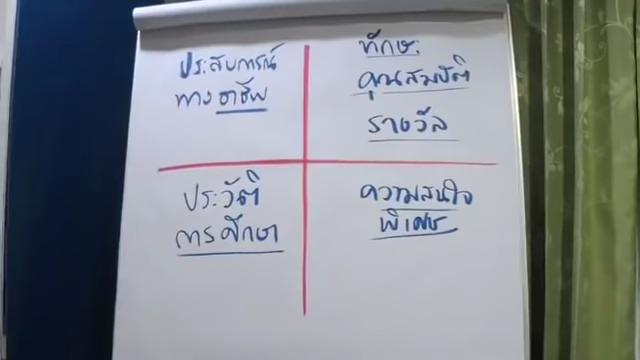 ประสบการณ์
ทางอาชีพ
ทักษะ
คุณสมบัติ
รางวัล
ประวัติ
การศึกษา
ความสนใจ
พิเศษ